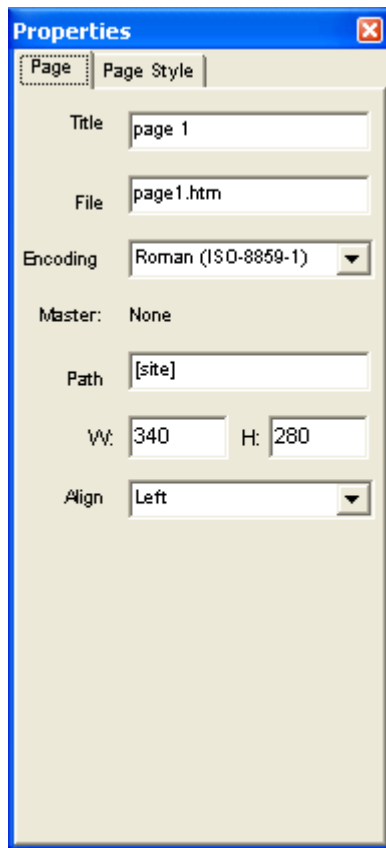 Properties
Page Page Style
Title page 1
File page1.htm
Encoding Roman (ISO-8859-1)
Master: None
Path [site]
W: 340 H: 280
Align Left